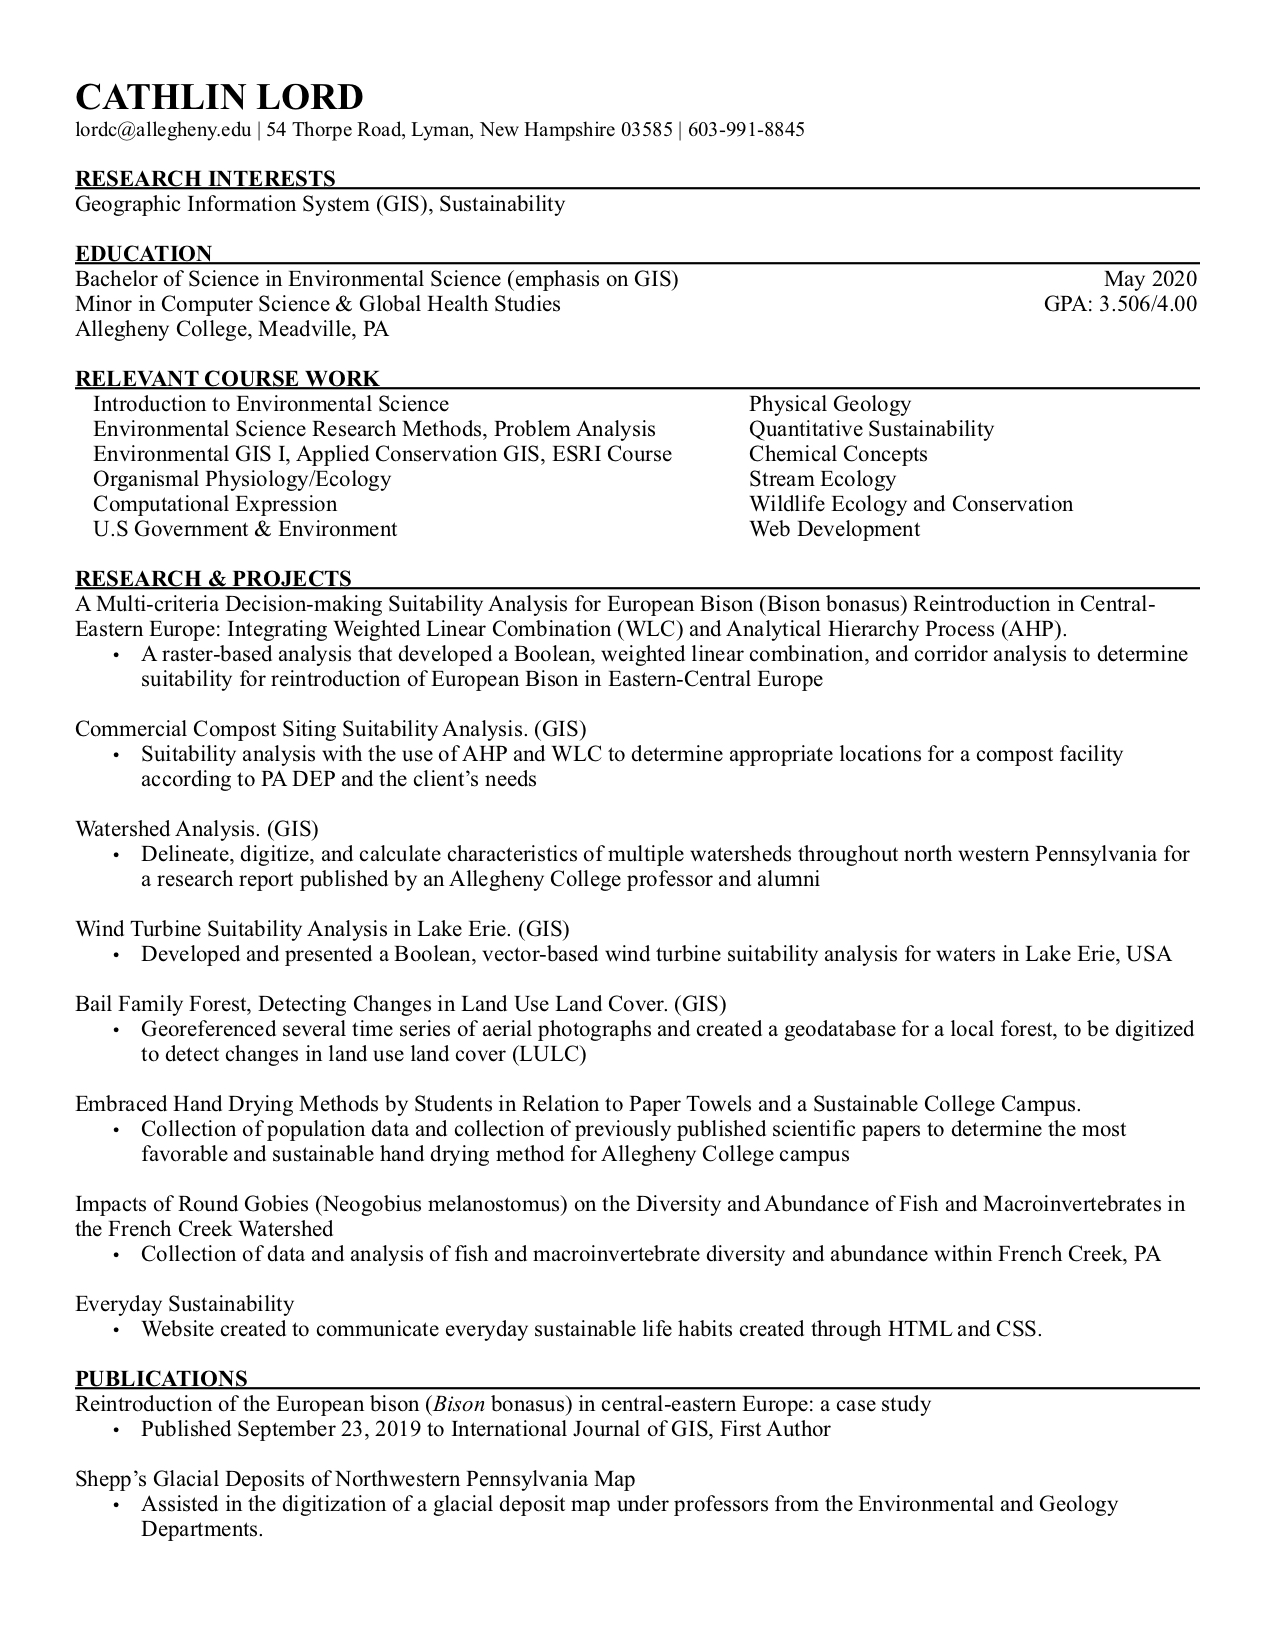 CATHLIN LORD
lordc@allegheny.edu | 54 Thorpe Road, Lyman, New Hampshire 03585 | 603-991-8845
RESEARCH INTERESTS
Geographic Information System (GIS), Sustainability
EDUCATION
Bachelor of Science in Environmental Science (emphasis on GIS) May 2020
Minor in Computer Science & Global Health Studies GPA: 3.506/4.00
Allegheny College, Meadville, PA
RELEVANT COURSE WORK
Introduction to Environmental Science Physical Geology
Environmental Science Research Methods, Problem Analysis Quantitative Sustainability
Environmental GIS I, Applied Conservation GIS, ESRI Course Chemical Concepts
Organismal Physiology/Ecology Stream Ecology
Computational Expression Wildlife Ecology and Conservation
U.S Government & Environment Web Development
RESEARCH & PROJECTS
A Multi-criteria Decision-making Suitability Analysis for European Bison (Bison bonasus) Reintroduction in Central-
Eastern Europe: Integrating Weighted Linear Combination (WLC) and Analytical Hierarchy Process (AHP).
• A raster-based analysis that developed a Boolean, weighted linear combination, and corridor analysis to determine
suitability for reintroduction of European Bison in Eastern-Central Europe
Commercial Compost Siting Suitability Analysis. (GIS)
• Suitability analysis with the use of AHP and WLC to determine appropriate locations for a compost facility
according to PA DEP and the client’s needs
Watershed Analysis. (GIS)
• Delineate, digitize, and calculate characteristics of multiple watersheds throughout north western Pennsylvania for
a research report published by an Allegheny College professor and alumni
Wind Turbine Suitability Analysis in Lake Erie. (GIS)
• Developed and presented a Boolean, vector-based wind turbine suitability analysis for waters in Lake Erie, USA
Bail Family Forest, Detecting Changes in Land Use Land Cover. (GIS)
• Georeferenced several time series of aerial photographs and created a geodatabase for a local forest, to be digitized
to detect changes in land use land cover (LULC)
Embraced Hand Drying Methods by Students in Relation to Paper Towels and a Sustainable College Campus.
• Collection of population data and collection of previously published scientific papers to determine the most
favorable and sustainable hand drying method for Allegheny College campus
Impacts of Round Gobies (Neogobius melanostomus) on the Diversity and Abundance of Fish and Macroinvertebrates in
the French Creek Watershed
• Collection of data and analysis of fish and macroinvertebrate diversity and abundance within French Creek, PA
Everyday Sustainability
• Website created to communicate everyday sustainable life habits created through HTML and CSS.
PUBLICATIONS
Reintroduction of the European bison (Bison bonasus) in central-eastern Europe: a case study
• Published September 23, 2019 to International Journal of GIS, First Author
Shepp’s Glacial Deposits of Northwestern Pennsylvania Map
• Assisted in the digitization of a glacial deposit map under professors from the Environmental and Geology
Departments.